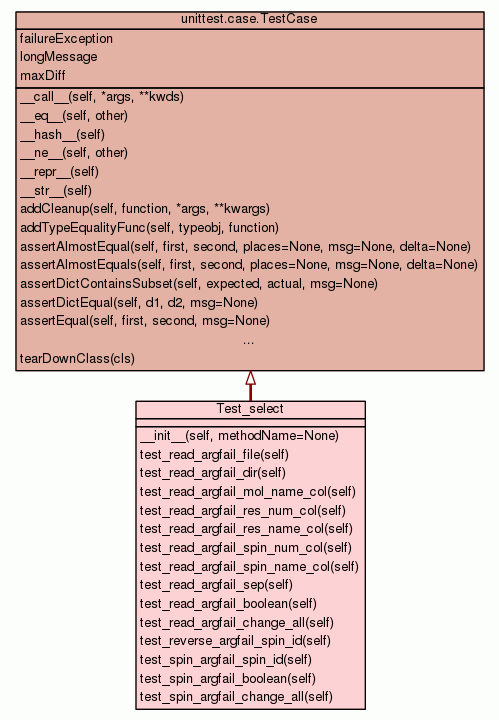 unittest.case.TestCase
failureException
longMessage
maxDiff
__call__(self, *args, **kwds)
__eq__(self, other)
__hash__(self)
__ne__(self, other)
__repr__(self)
__str__(self)
addCleanup(self, function, *args, **kwargs)
addTypeEqualityFunc(self, typeobj, function)
assertAlmostEqual(self, first, second, places=None, msg=None, delta=None)
assertAlmostEquals(self, first, second, places=None, msg=None, delta=None)
assertDictContainsSubset(self, expected, actual, msg=None)
assertDictEqual(self, d1, d2, msg=None)
assertEqual(self, first, second, msg=None)
...
tearDownClass(cls)
Test_select
__init__(self, methodName=None)
test_read_argfail_file(self)
test_read_argfail_dir(self)
test_read_argfail_mol_name_col(self)
test_read_argfail_res_num_col(self)
test_read_argfail_res_name_col(self)
test_read_argfail_spin_num_col(self)
test_read_argfail_spin_name_col(self)
test_read_argfail_sep(self)
test_read_argfail_boolean(self)
test_read_argfail_change_all(self)
test_reverse_argfail_spin_id(self)
test_spin_argfail_spin_id(self)
test_spin_argfail_boolean(self)
test_spin_argfail_change_all(self)